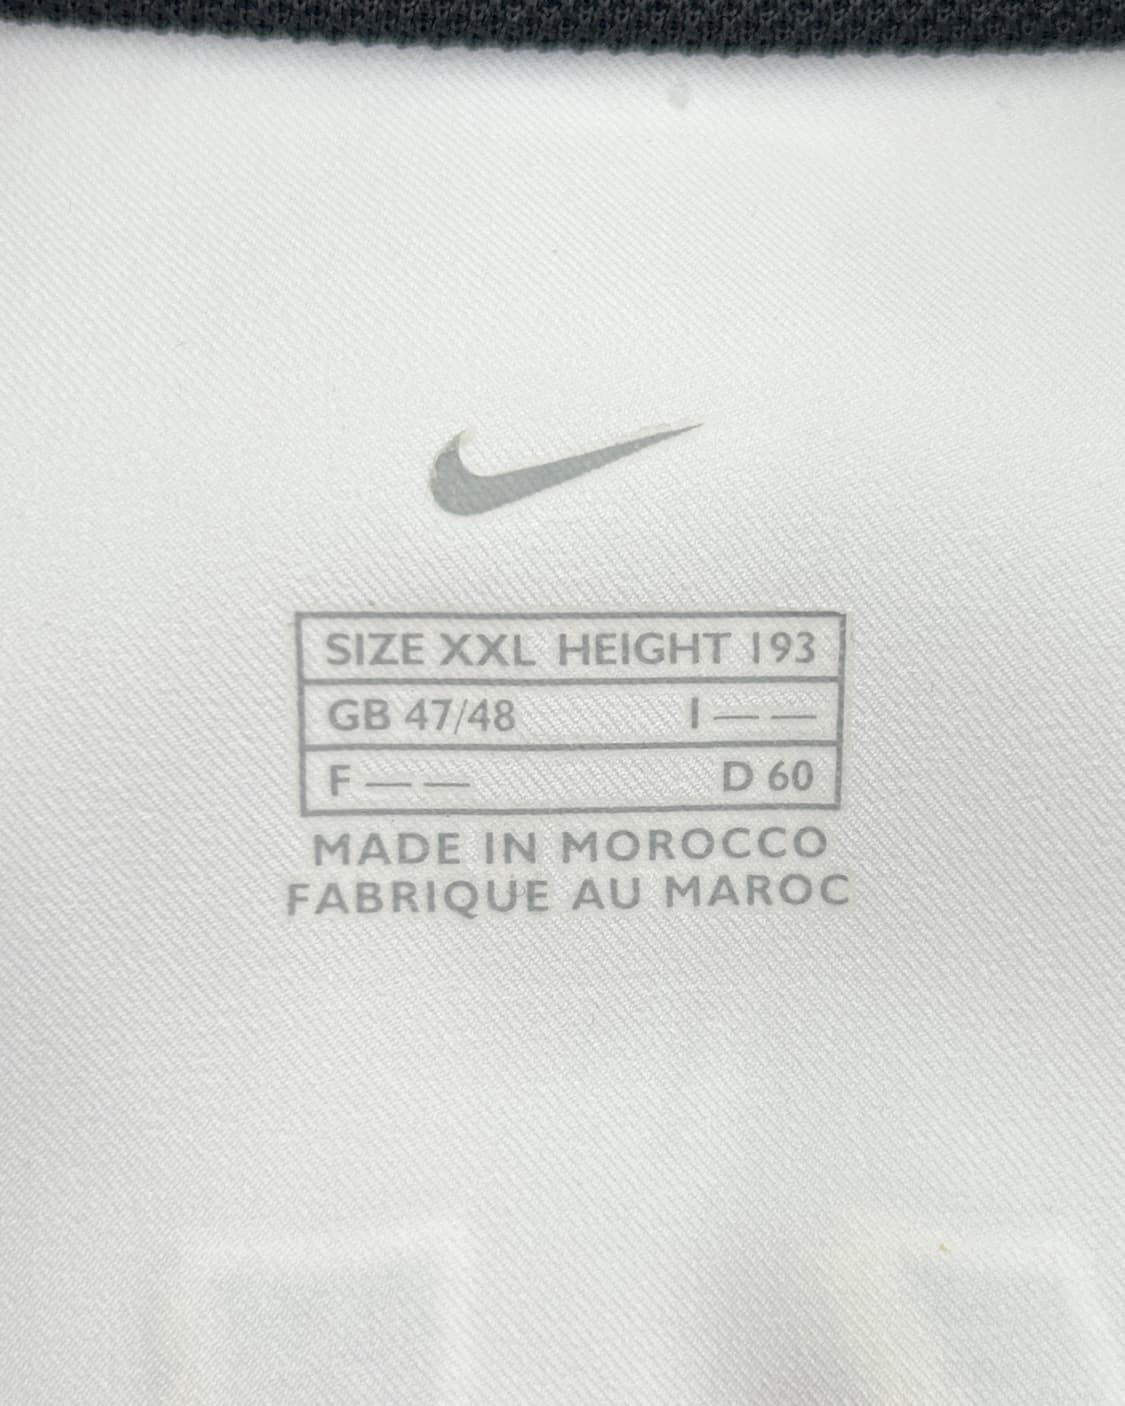 SIZE XXL HEIGHT 193
GB 47/48 I — —
F — — D 60
MADE IN MOROCCO
FABRIQUE AU MAROC